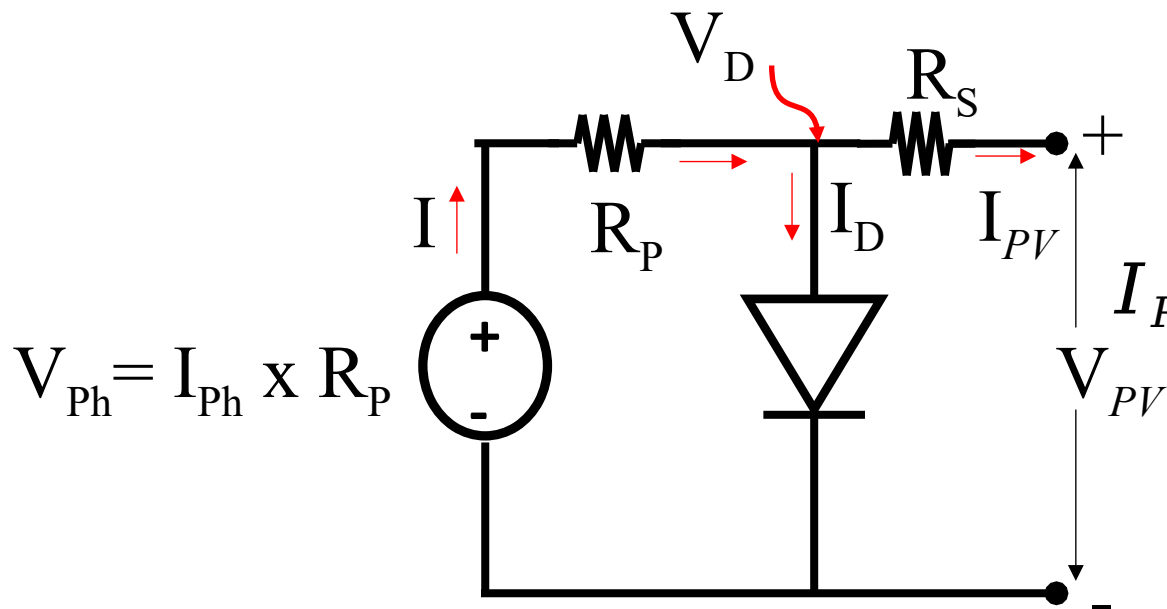 V_D
R_S
+
I
R_P
I_D
I_PV
I
+
V_Ph = I_Ph x R_P
V_PV
-
-